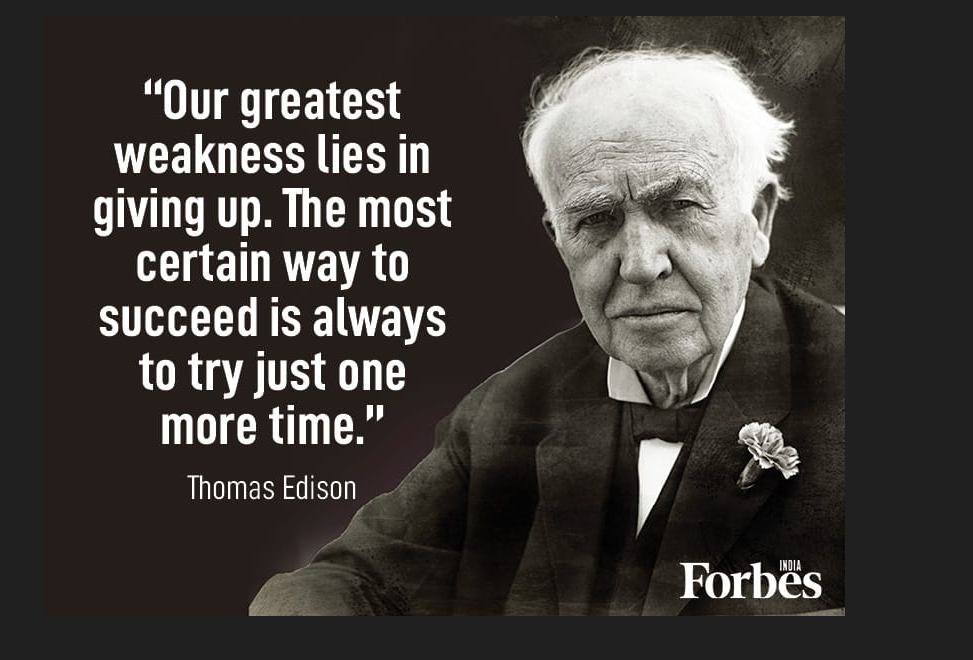 “Our greatest
weakness lies in
giving up. The most
certain way to
succeed is always
to try just one
more time.”
Thomas Edison
INDIA
Forbes